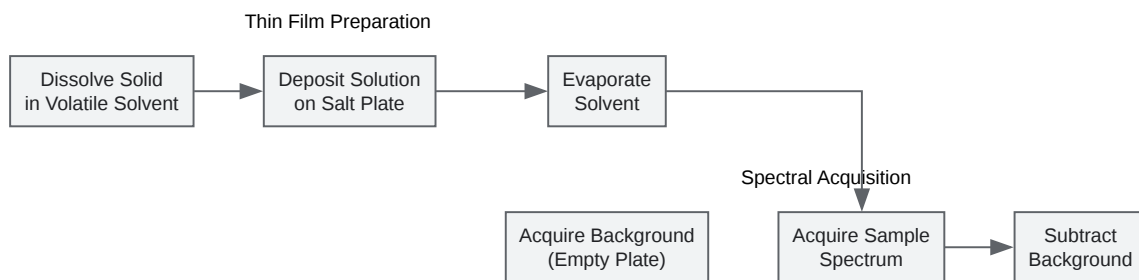 Thin Film Preparation
Dissolve Solid
in Volatile Solvent
Deposit Solution
on Salt Plate
Evaporate
Solvent
Spectral Acquisition
Acquire Background
(Empty Plate)
Acquire Sample
Spectrum
Subtract
Background